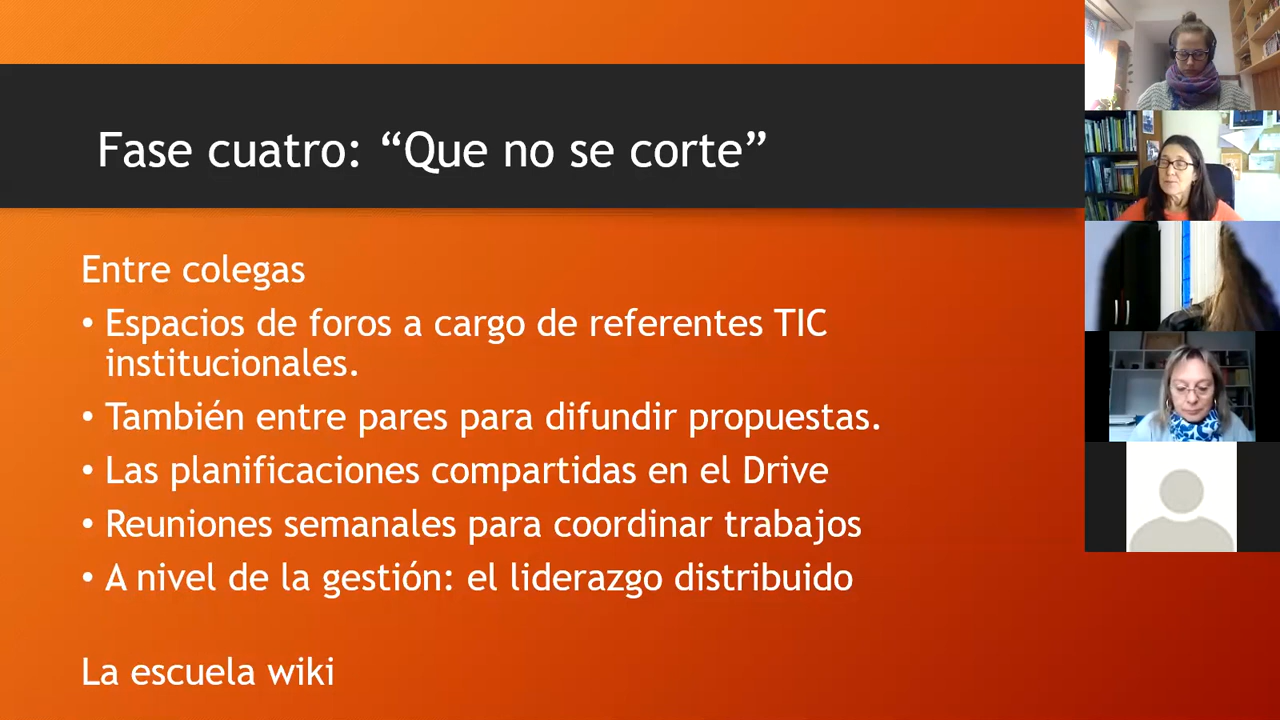 Fase cuatro: “Que no se corte”
Entre colegas
• Espacios de foros a cargo de referentes TIC
institucionales.
• También entre pares para difundir propuestas.
• Las planificaciones compartidas en el Drive
• Reuniones semanales para coordinar trabajos
• A nivel de la gestión: el liderazgo distribuido
La escuela wiki